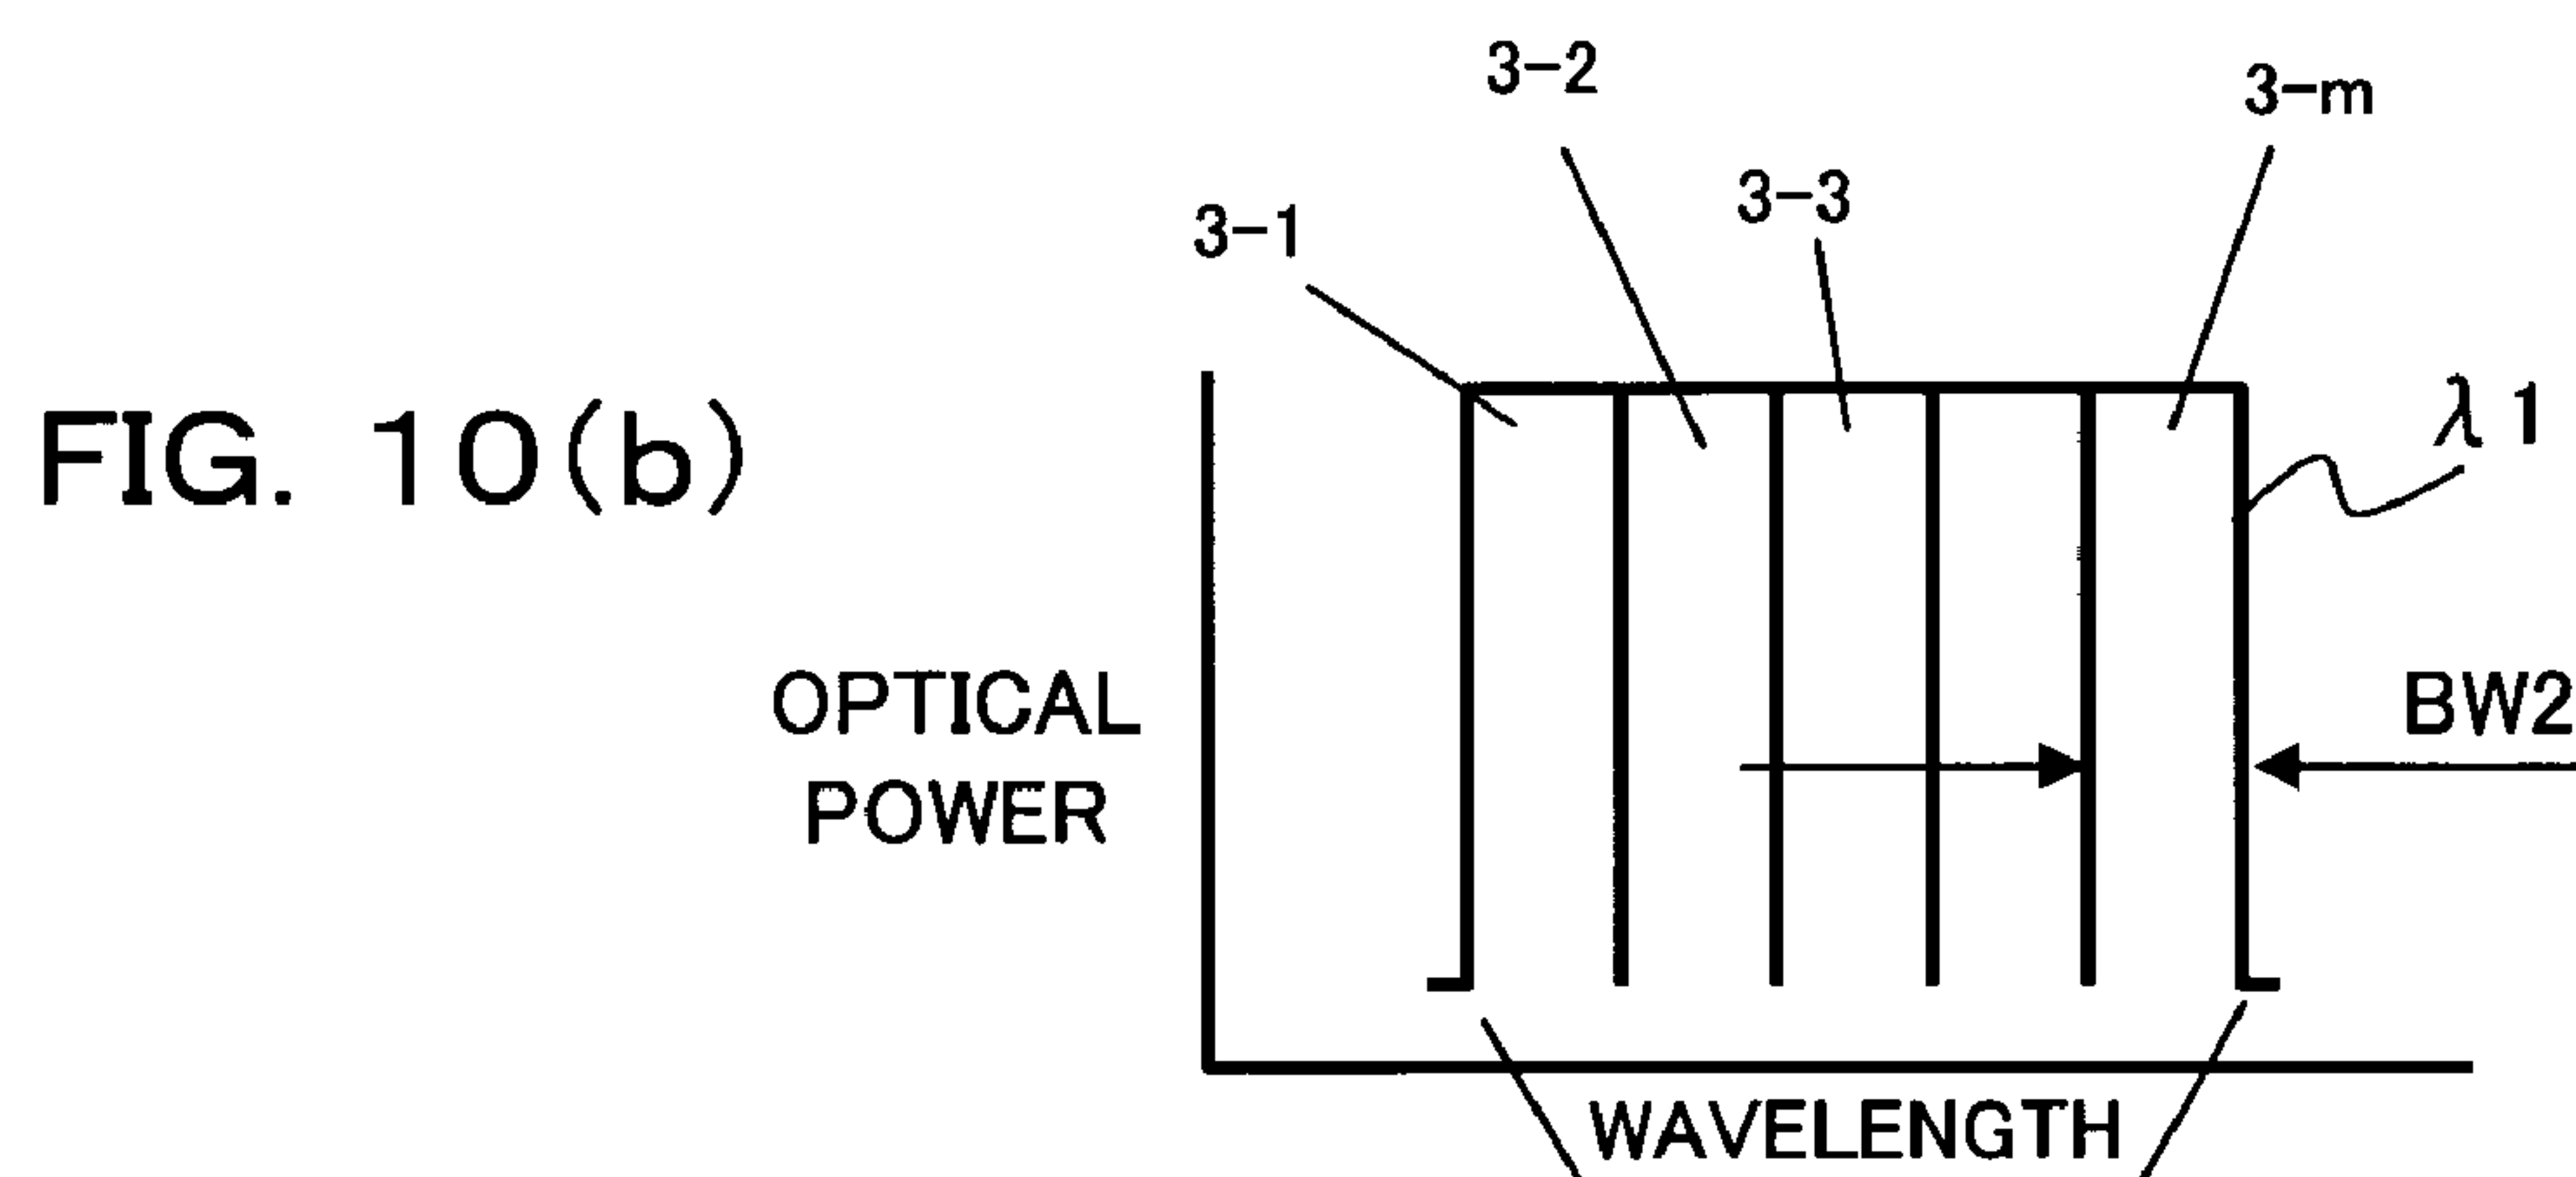 3-2
3-m
3-3
3-1
FIG. 10(b)
λ1
OPTICAL
POWER
BW2
WAVELENGTH